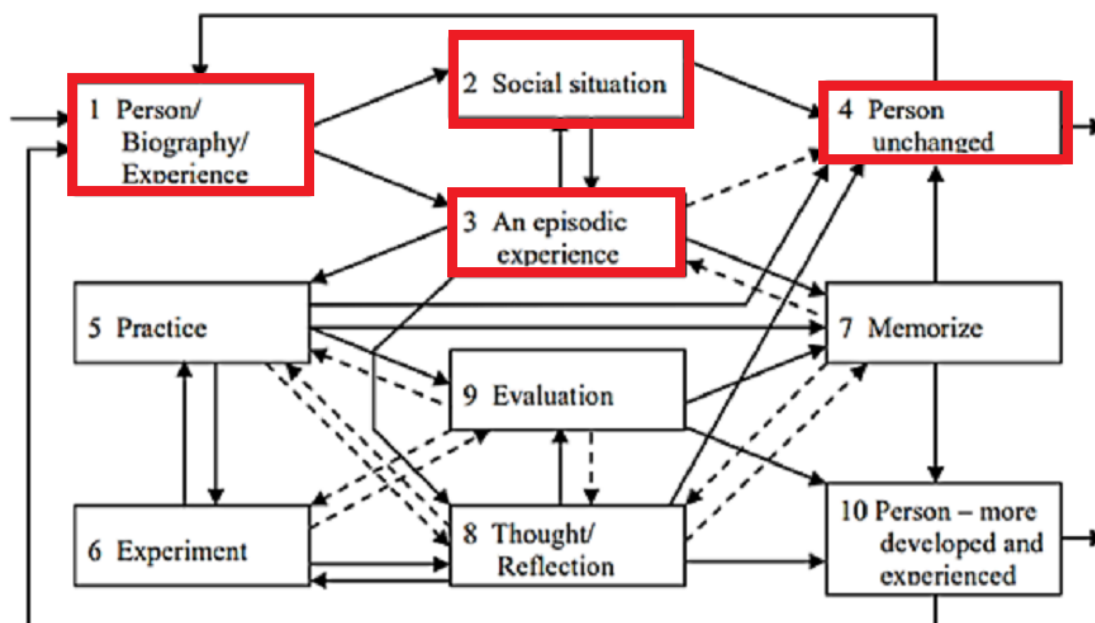 1 Person/
Biography/
Experience
2 Social situation
4 Person
unchanged
3 An episodic
experience
5 Practice
7 Memorize
9 Evaluation
6 Experiment
8 Thought/
Reflection
10 Person – more
developed and
experienced